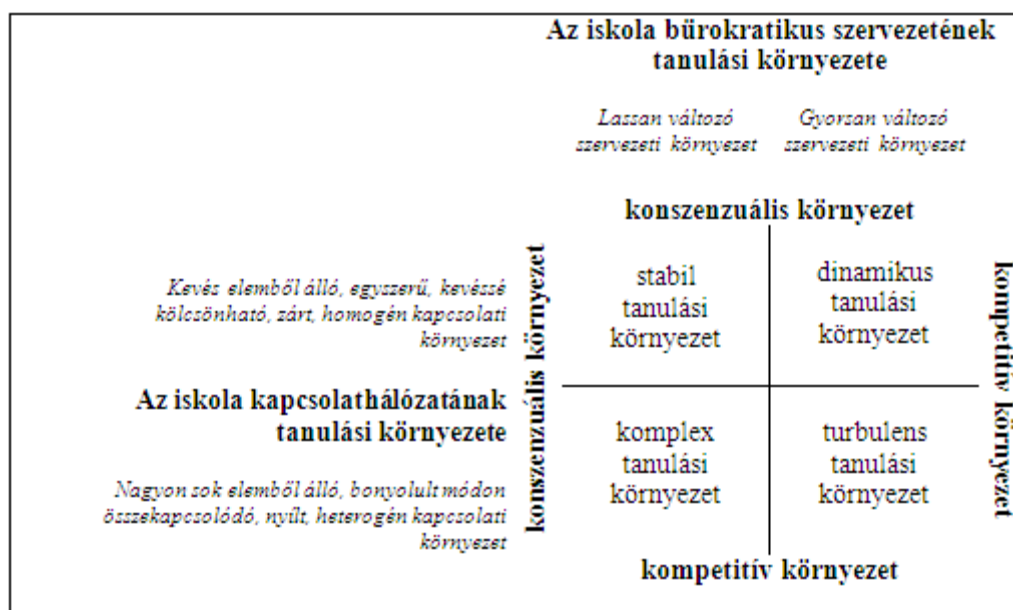 Az iskola bürokratikus szervezetének
tanulási környezete
Lassan változó
szervezeti környezet
Gyorsan változó
szervezeti környezet
konszenzuális környezet
konszenzuális környezet
Kevés elemből álló, egyszerű, kevéssé
kölcsönható, zárt, homogén kapcsolati
környezet
stabil
tanulási
környezet
dinamikus
tanulási
környezet
kompetitív környezet
Az iskola kapcsolathálózatának
tanulási környezete
Nagyon sok elemből álló, bonyolult módon
összekapcsolódó, nyílt, heterogén kapcsolati
környezet
komplex
tanulási
környezet
turbulens
tanulási
környezet
kompetitív környezet